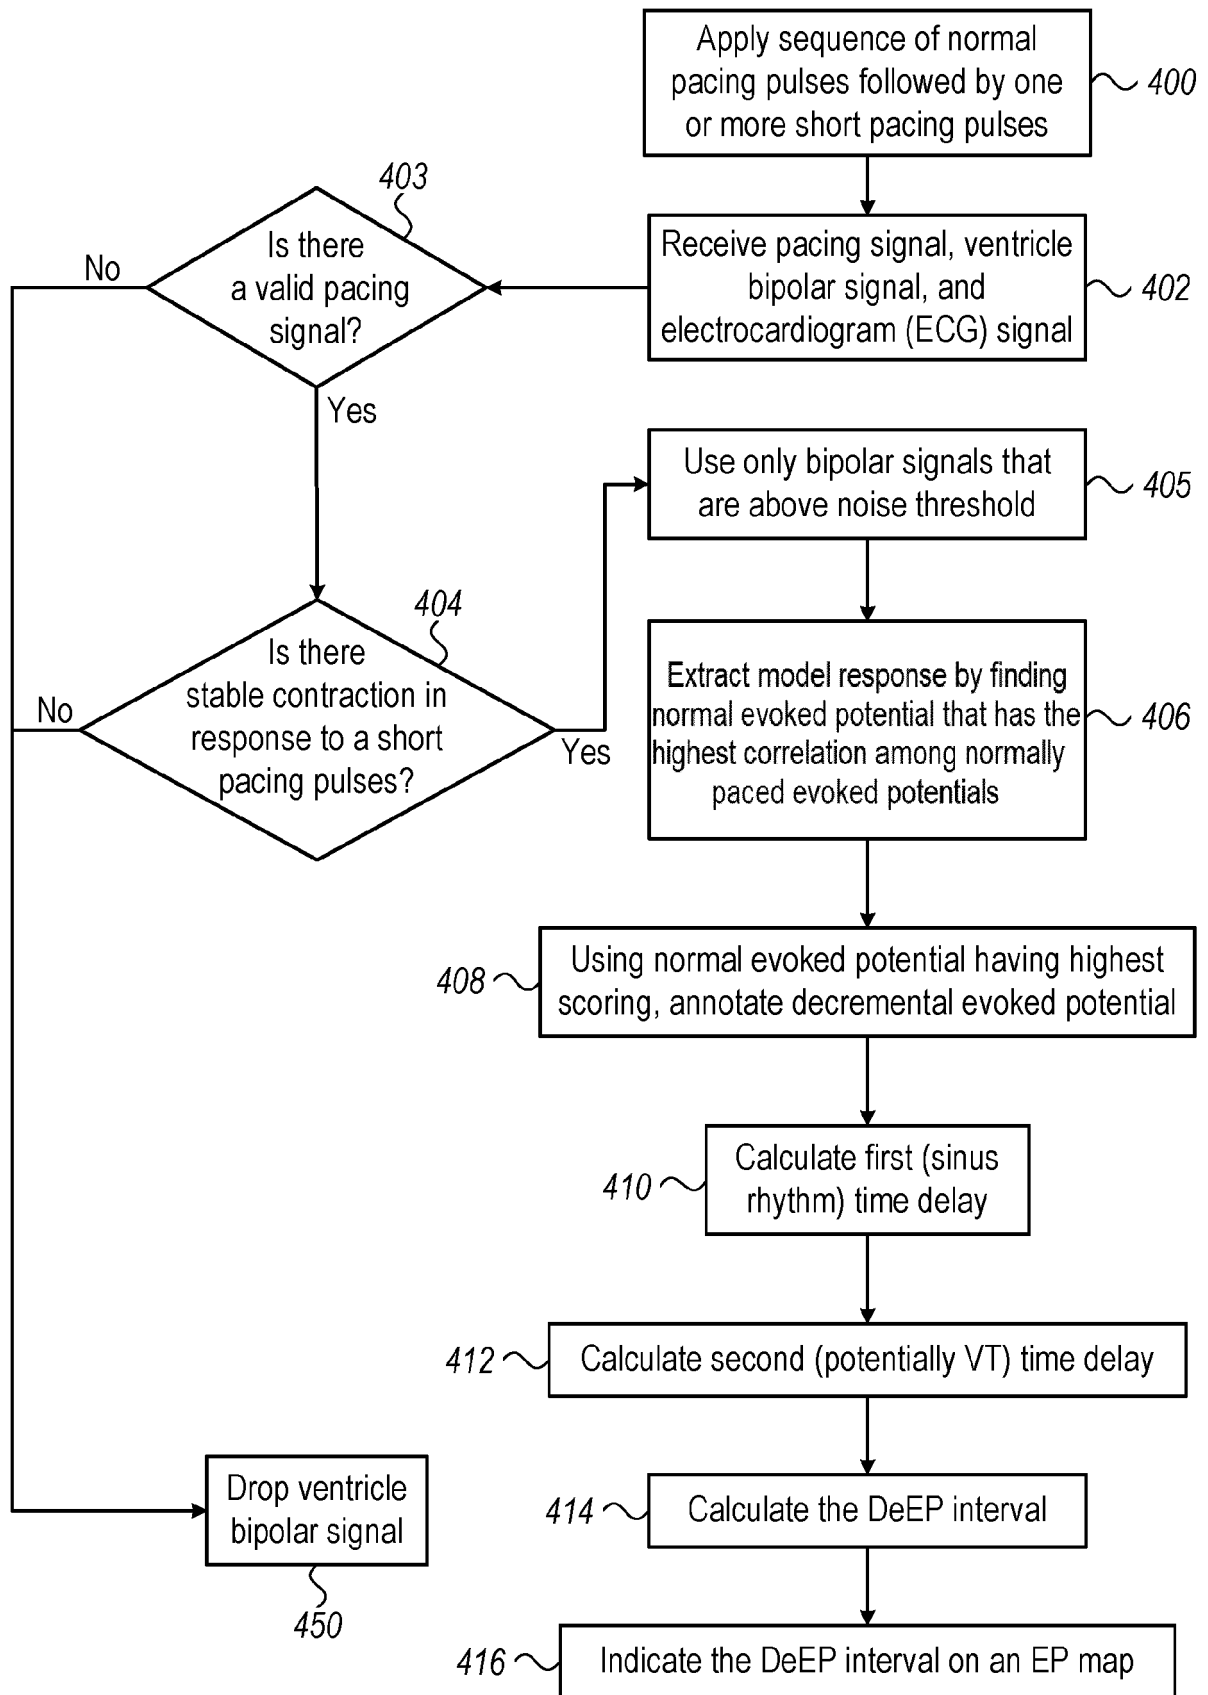 Apply sequence of normal
pacing pulses followed by one
or more short pacing pulses
400
403
Is there
a valid pacing
signal?
No
Yes
Receive pacing signal, ventricle
bipolar signal, and
electrocardiogram (ECG) signal
402
Use only bipolar signals that
are above noise threshold
405
404
Is there
stable contraction in
response to a short
pacing pulses?
No
Yes
Extract model response by finding
normal evoked potential that has the
highest correlation among normally
paced evoked potentials
406
408
Using normal evoked potential having highest
scoring, annotate decremental evoked potential
410
Calculate first (sinus
rhythm) time delay
412
Calculate second (potentially VT) time delay
Drop ventricle
bipolar signal
450
414
Calculate the DeEP interval
416
Indicate the DeEP interval on an EP map